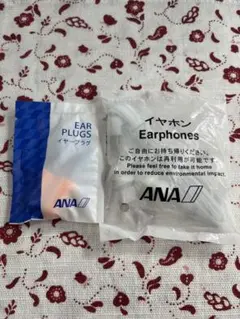 EAR
PLUGS
イヤープラグ
ANA
イヤホン
Earphones
ご自由にお持ち帰りください。
このイヤホンは再利用が可能です
Please feel free to take it home
in order to reduce environmental
ANA